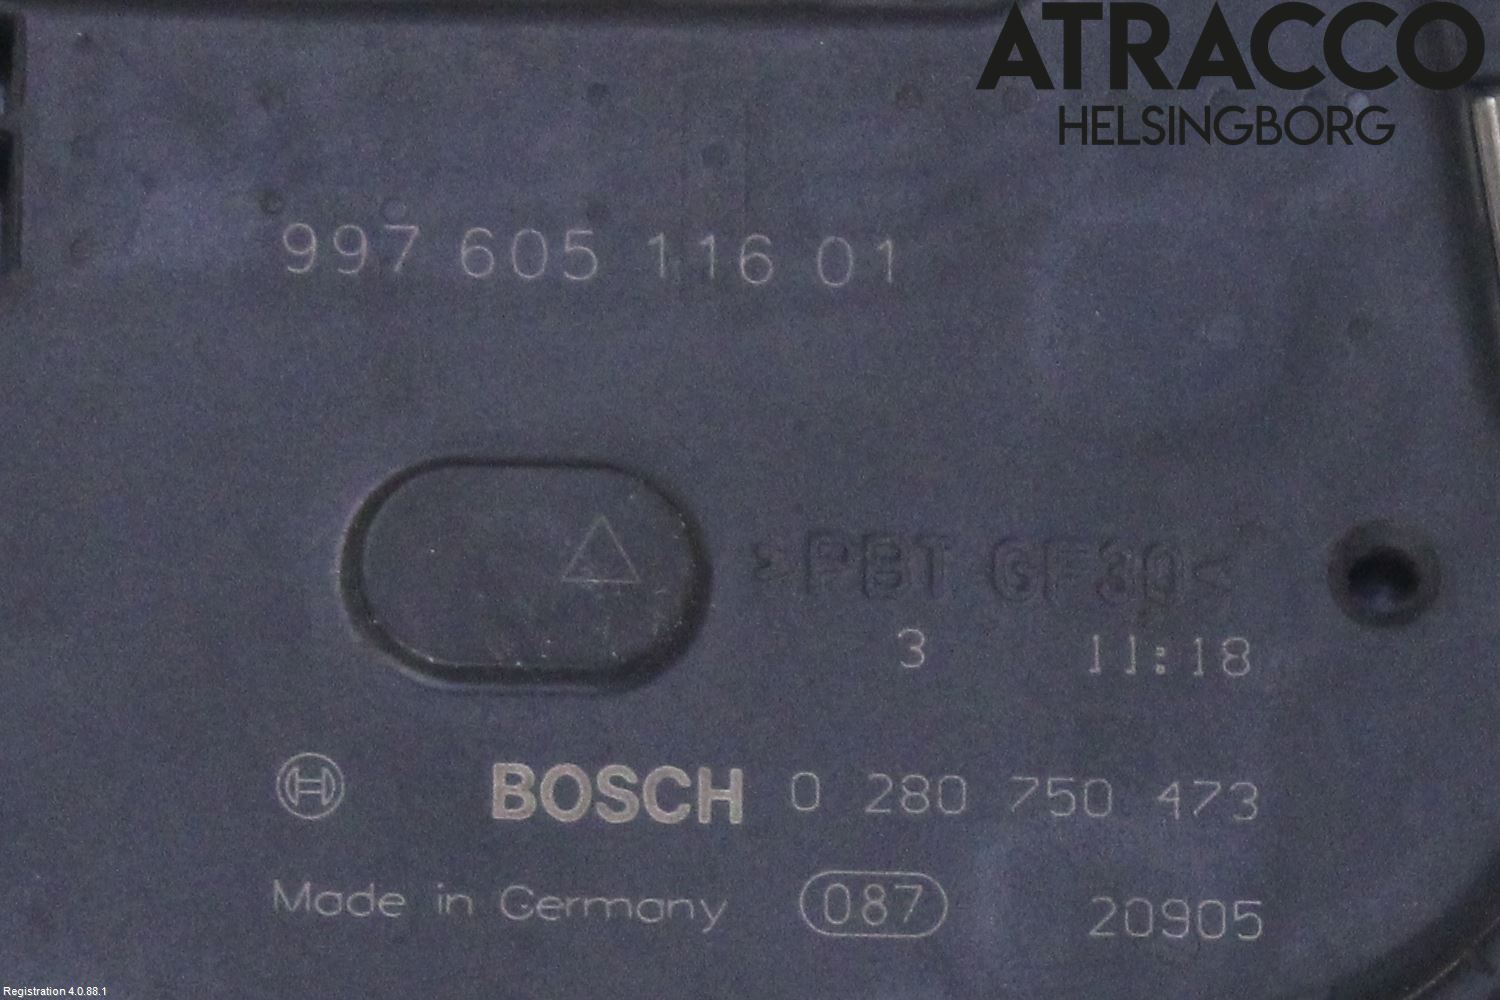 ATRACCO
HELSINGBORG
997 605 116 01
>PBT GF30<
3 11:18
BOSCH 0 280 750 473
Made in Germany 087 20905
Registration 4.0.88.1